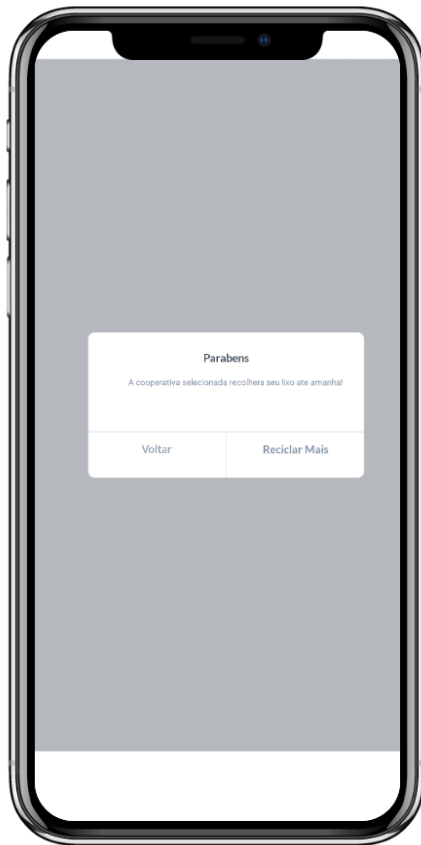 Parabens
A cooperativa selecionada recolhera seu lixo ate amanha!
Voltar Reciclar Mais